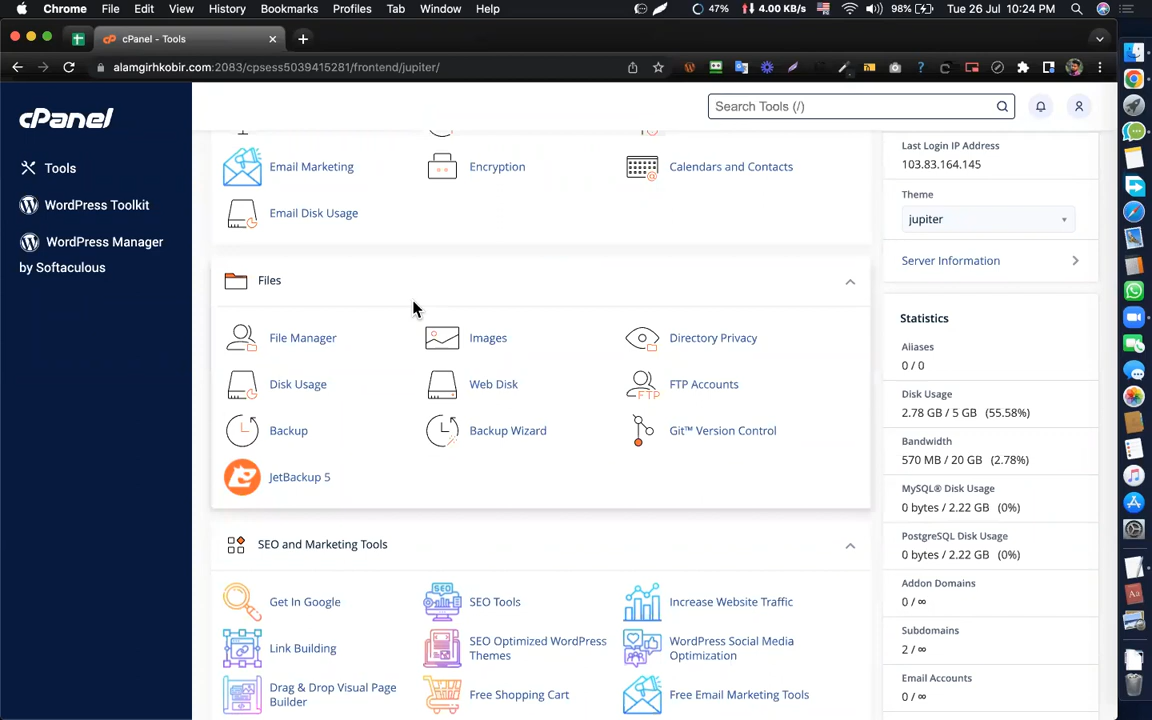 Chrome File Edit View History Bookmarks Profiles Tab Window Help 47% 4.00 KB/s 98% Tue 26 Jul 10:24 PM
cPanel - Tools
alamgirhkobir.com:2083/cpsess5039415281/frontend/jupiter/
cPanel
Search Tools (/)
Tools
WordPress Toolkit
WordPress Manager
by Softaculous
Email Marketing Encryption Calendars and Contacts
Email Disk Usage
Files
File Manager Images Directory Privacy
Disk Usage Web Disk FTP Accounts
FTP
Backup Backup Wizard Git™ Version Control
JetBackup 5
SEO and Marketing Tools
Get In Google SEO Tools Increase Website Traffic
SEO
Link Building SEO Optimized WordPress Themes WordPress Social Media Optimization
Drag & Drop Visual Page Builder Free Shopping Cart Free Email Marketing Tools
Last Login IP Address
103.83.164.145
Theme
jupiter
Server Information
Statistics
Aliases
0 / 0
Disk Usage
2.78 GB / 5 GB (55.58%)
Bandwidth
570 MB / 20 GB (2.78%)
MySQL® Disk Usage
0 bytes / 2.22 GB (0%)
PostgreSQL Disk Usage
0 bytes / 2.22 GB (0%)
Addon Domains
0 / ∞
Subdomains
2 / ∞
Email Accounts
0 / ∞
Aa